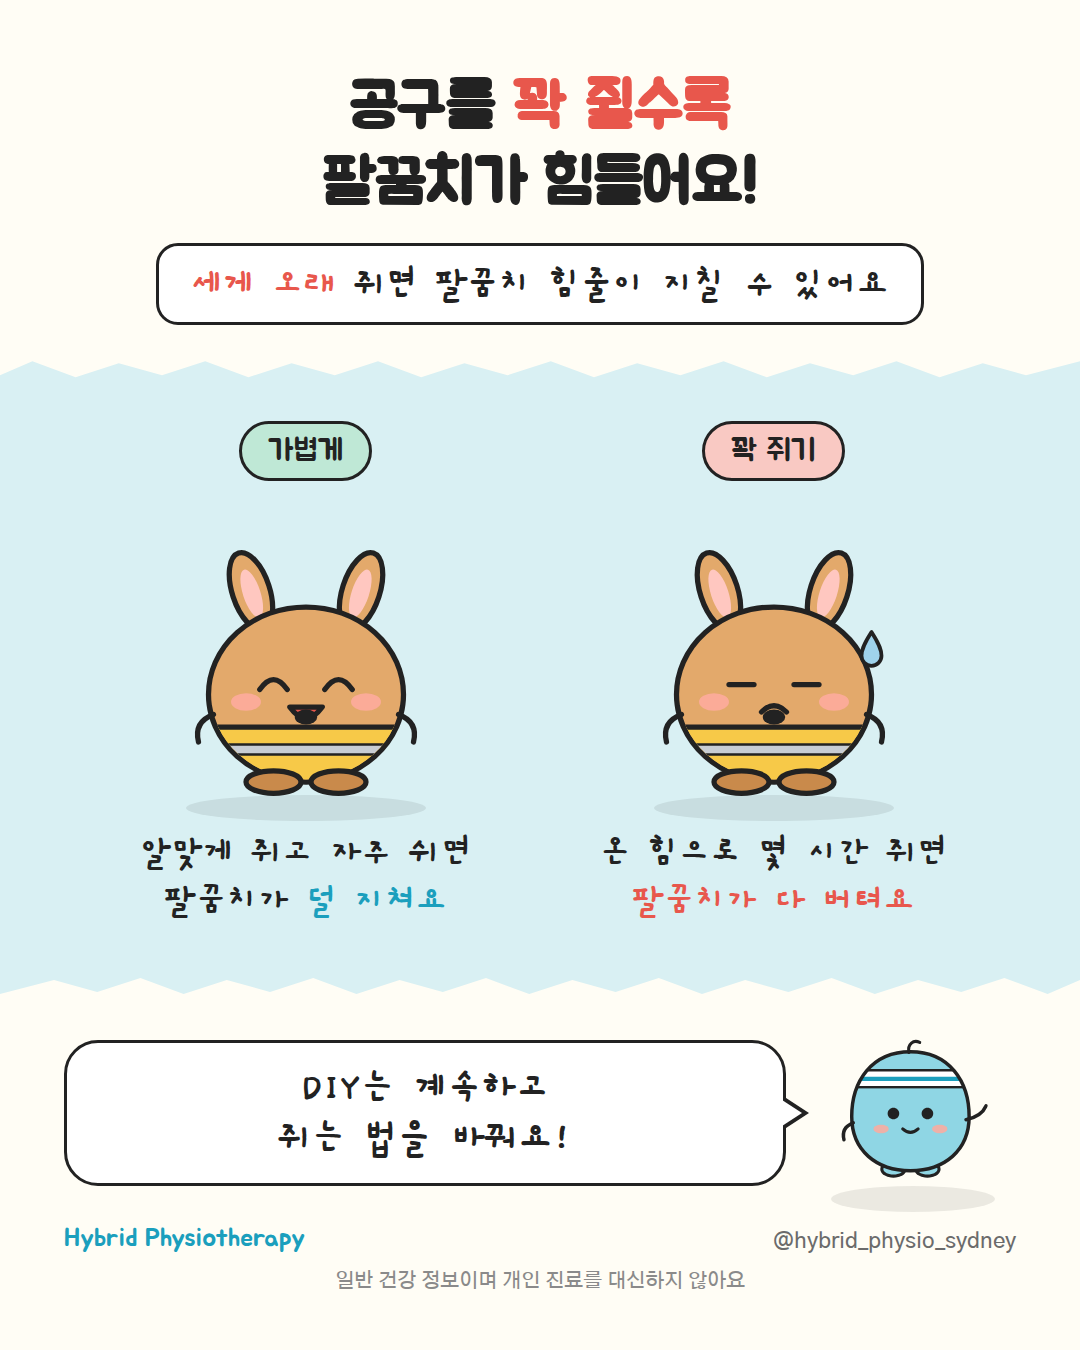 공구를 꽉 쥘수록
팔꿈치가 힘들어요!
세게 오래 쥐면 팔꿈치 힘줄이 지칠 수 있어요
가볍게
꽉 쥐기
알맞게 쥐고 자주 쉬면
팔꿈치가 덜 지쳐요
온 힘으로 몇 시간 쥐면
팔꿈치가 다 버텨요
DIY는 계속하고
쥐는 법을 바꿔요!
Hybrid Physiotherapy
@hybrid_physio_sydney
일반 건강 정보이며 개인 진료를 대신하지 않아요